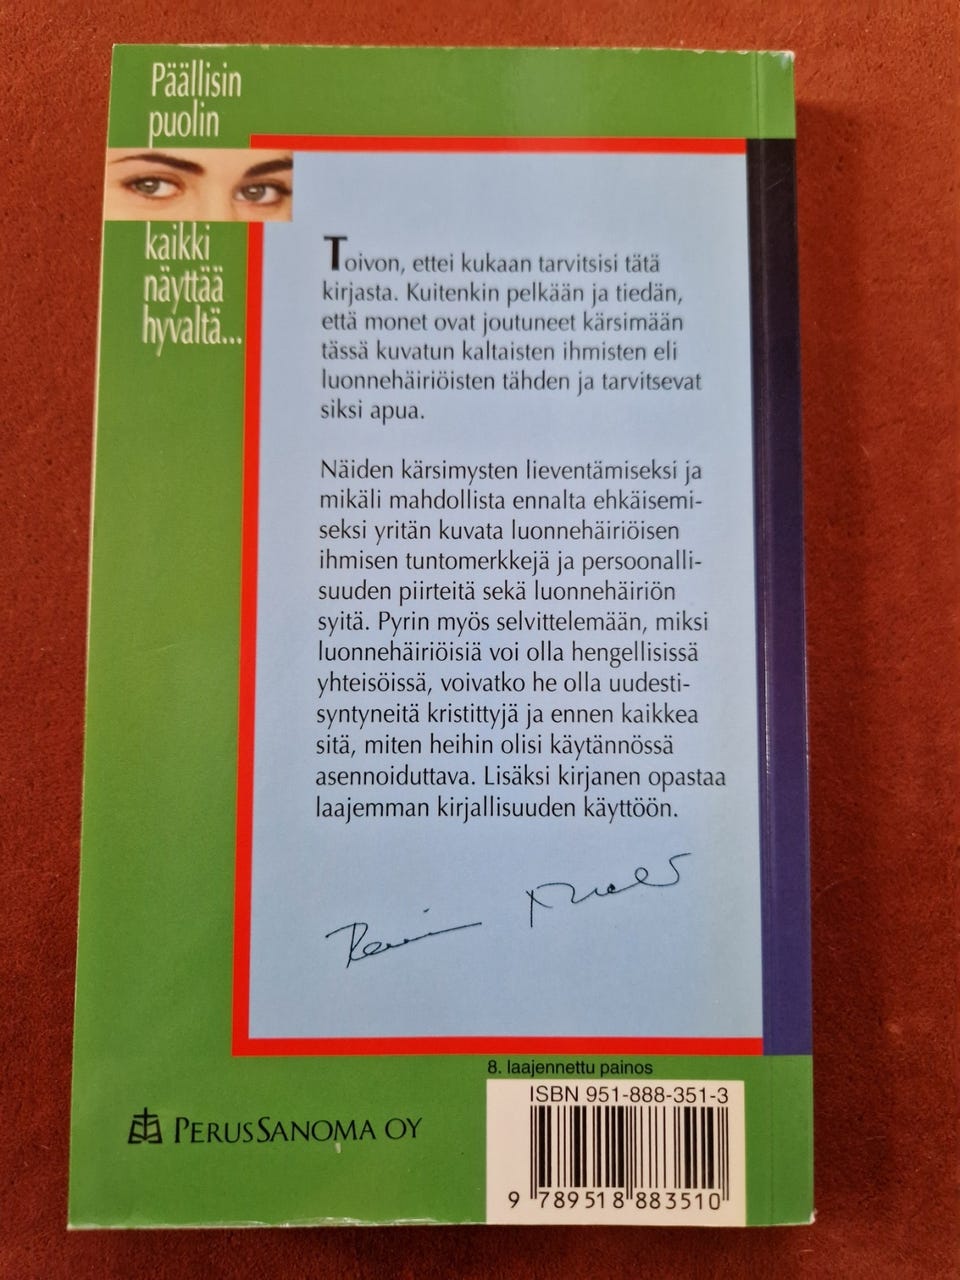 Päällisin
puolin
kaikki
näyttää
hyvältä...
Toivon, ettei kukaan tarvitsisi tätä
kirjasta. Kuitenkin pelkään ja tiedän,
että monet ovat joutuneet kärsimään
tässä kuvatun kaltaisten ihmisten eli
luonnehäiriöisten tähden ja tarvitsevat
siksi apua.
Näiden kärsimysten lieventämiseksi ja
mikäli mahdollista ennalta ehkäisemi-
seksi yritän kuvata luonnehäiriöisen
ihmisen tuntomerkkejä ja persoonalli-
suuden piirteitä sekä luonnehäiriön
syitä. Pyrin myös selvittelemään, miksi
luonnehäiriöisiä voi olla hengellisissä
yhteisöissä, voivatko he olla uudesti-
syntyneitä kristittyjä ja ennen kaikkea
sitä, miten heihin olisi käytännössä
asennoiduttava. Lisäksi kirjanen opastaa
laajemman kirjallisuuden käyttöön.
8. laajennettu painos
ISBN 951-888-351-3
PERUSSANOMA OY
9 789518 883510